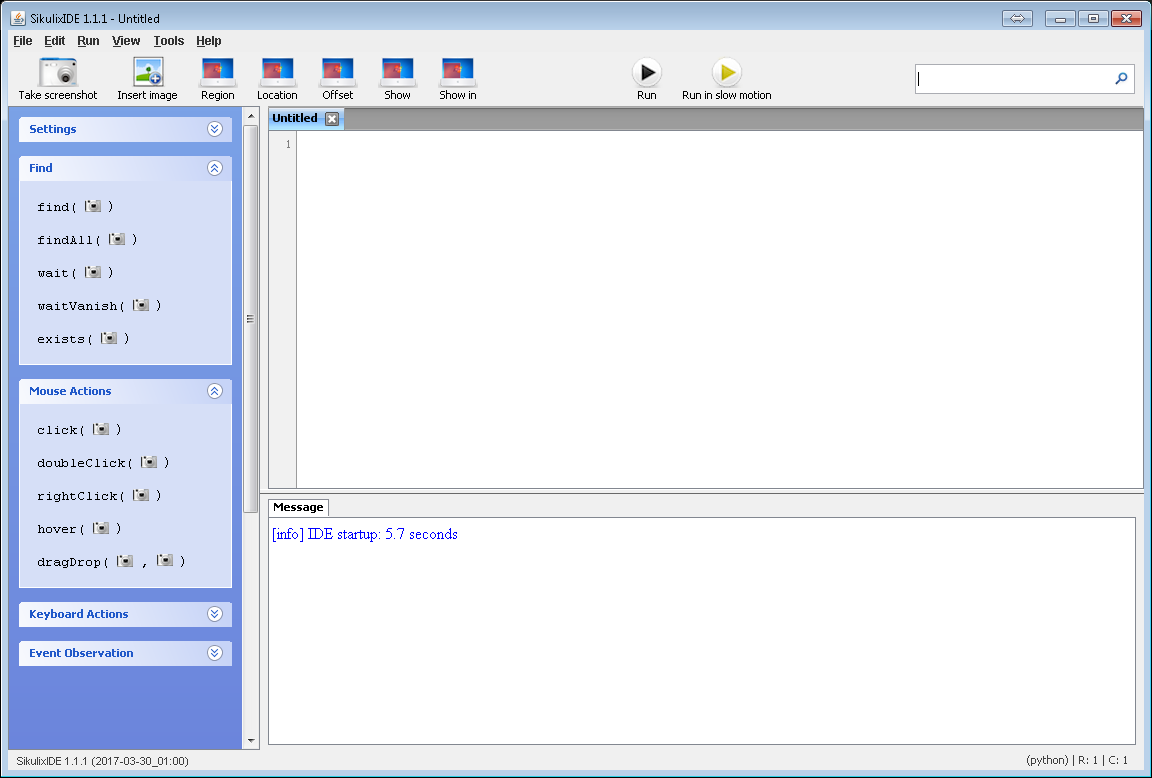 SikulixIDE 1.1.1 - Untitled
File Edit Run View Tools Help
Take screenshot Insert image Region Location Offset Show Show in Run Run in slow motion
Settings
Find
find( )
findAll( )
wait( )
waitVanish( )
exists( )
Mouse Actions
click( )
doubleClick( )
rightClick( )
hover( )
dragDrop( , )
Keyboard Actions
Event Observation
Untitled
1
Message
[info] IDE startup: 5.7 seconds
SikulixIDE 1.1.1 (2017-03-30_01:00)
(python) | R: 1 | C: 1